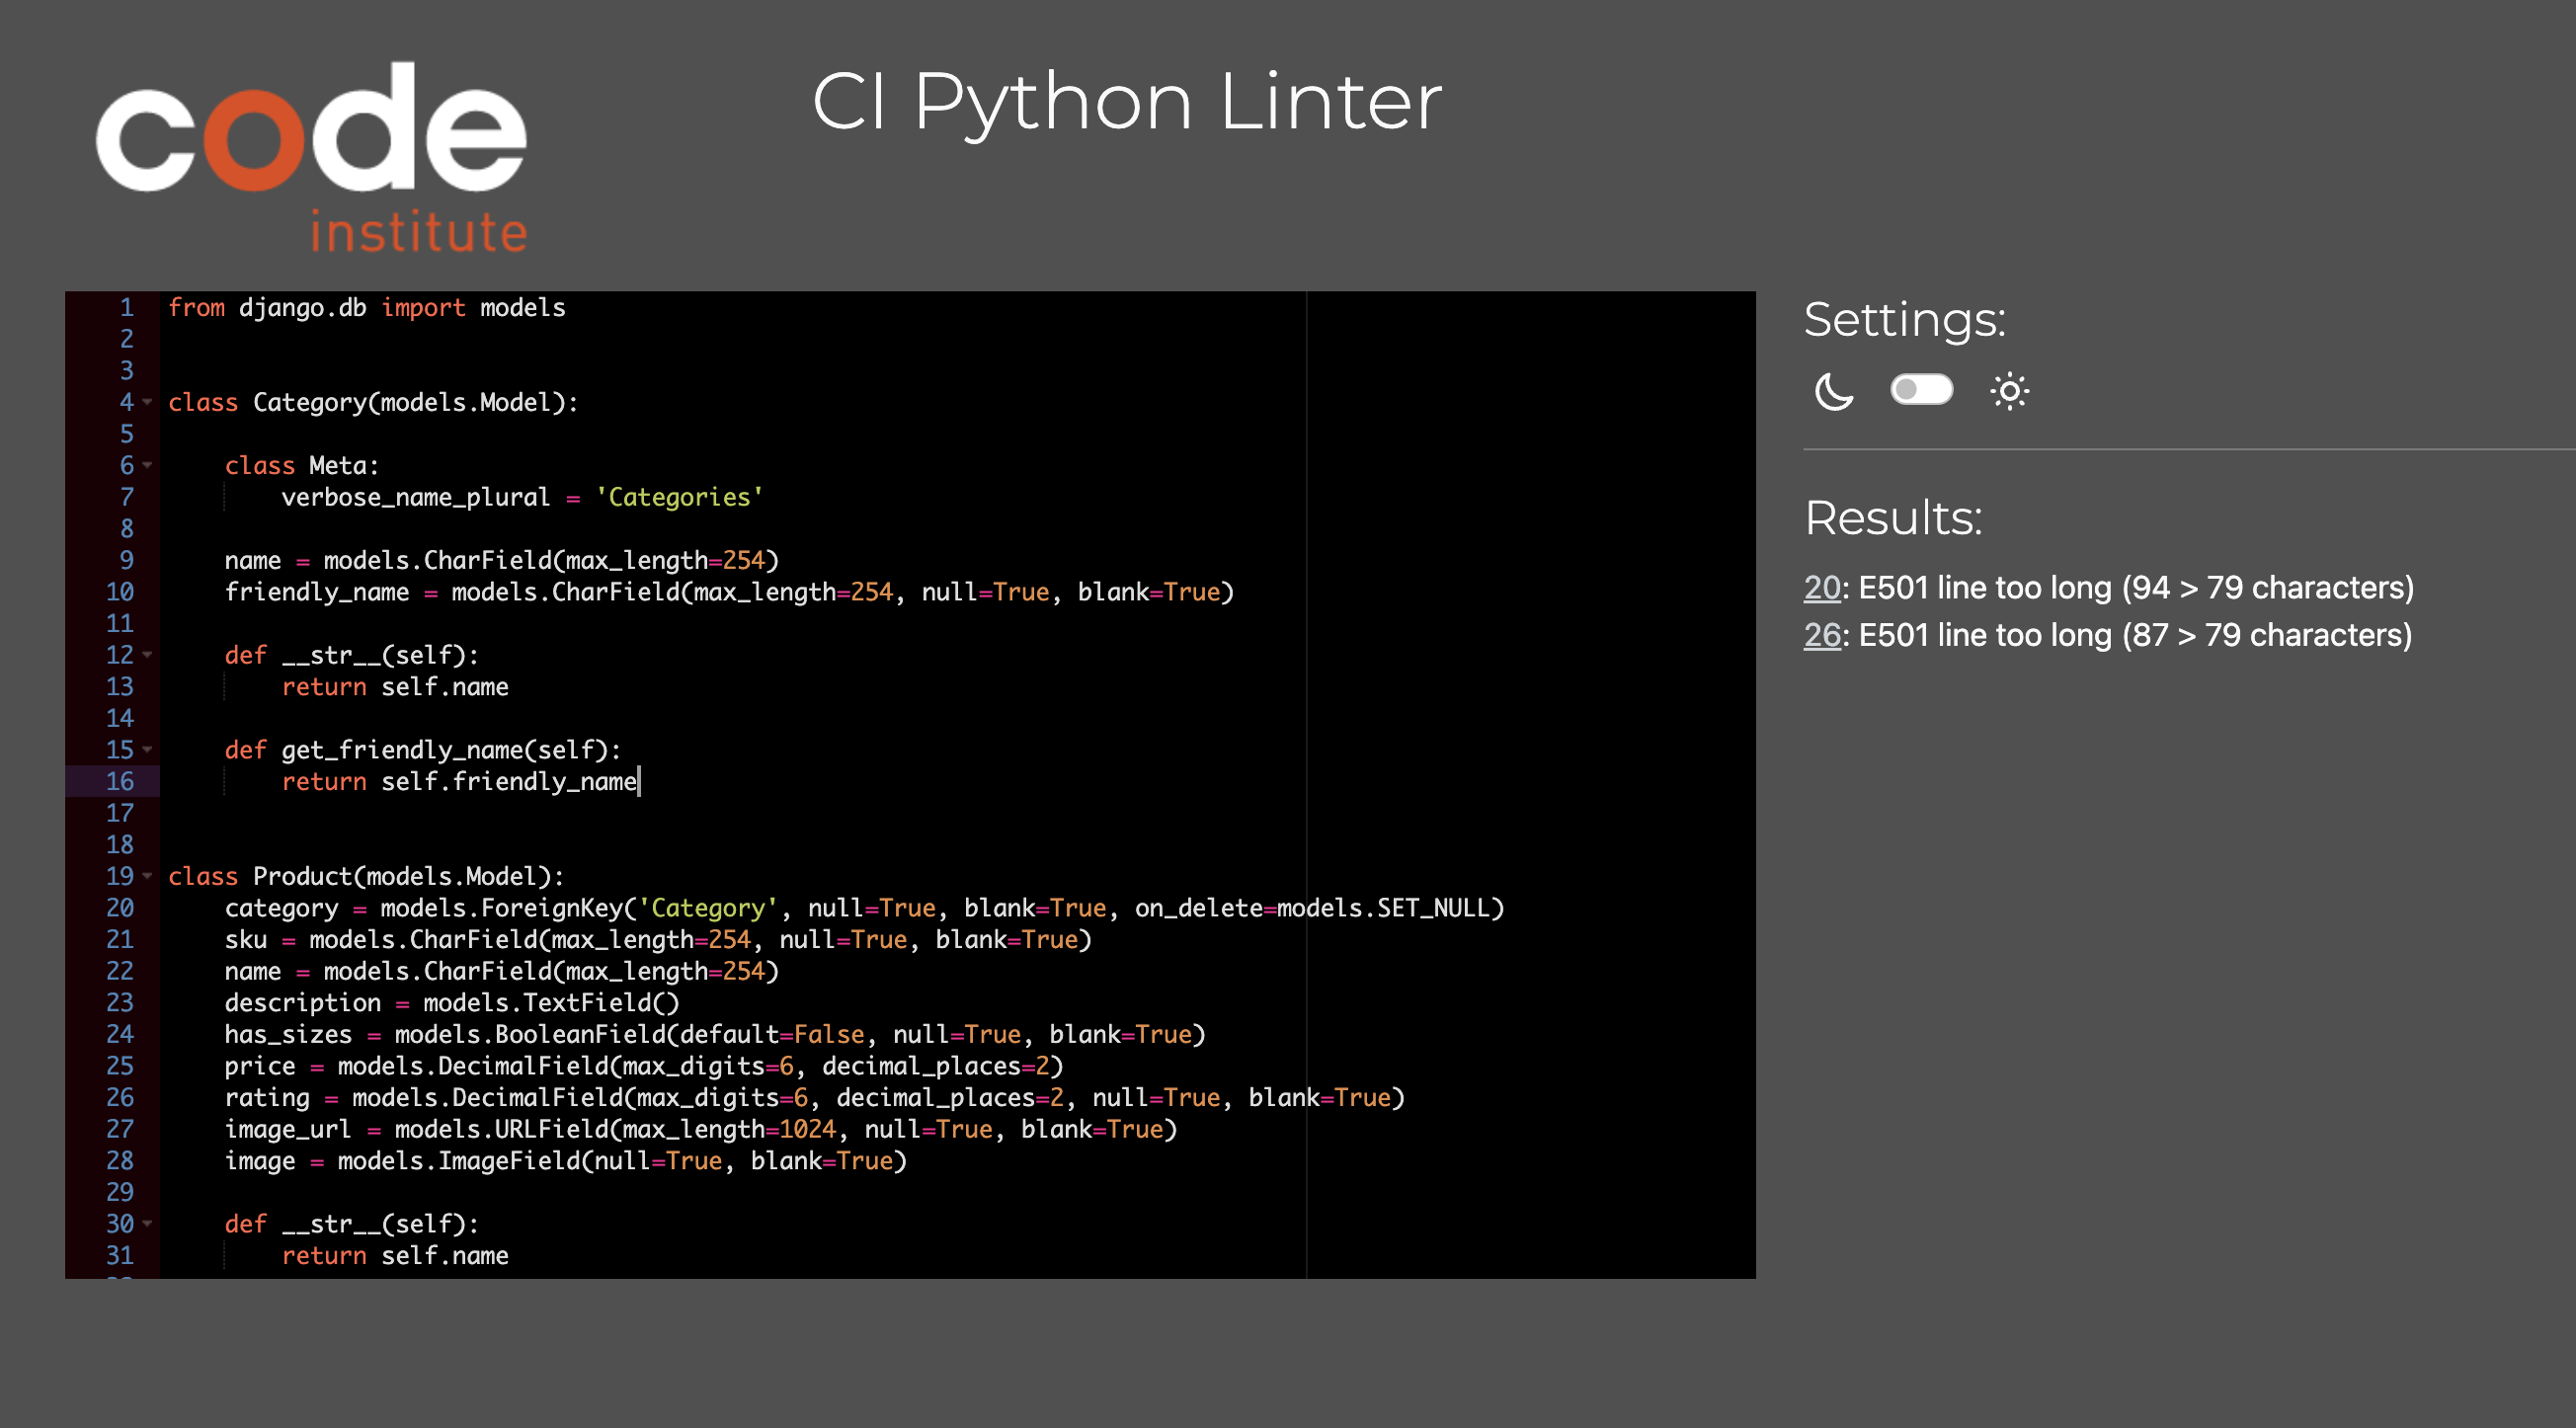 code
institute
CI Python Linter
1 from django.db import models
2
3
4 class Category(models.Model):
5
6     class Meta:
7         verbose_name_plural = 'Categories'
8
9     name = models.CharField(max_length=254)
10     friendly_name = models.CharField(max_length=254, null=True, blank=True)
11
12     def __str__(self):
13         return self.name
14
15     def get_friendly_name(self):
16         return self.friendly_name
17
18
19 class Product(models.Model):
20     category = models.ForeignKey('Category', null=True, blank=True, on_delete=models.SET_NULL)
21     sku = models.CharField(max_length=254, null=True, blank=True)
22     name = models.CharField(max_length=254)
23     description = models.TextField()
24     has_sizes = models.BooleanField(default=False, null=True, blank=True)
25     price = models.DecimalField(max_digits=6, decimal_places=2)
26     rating = models.DecimalField(max_digits=6, decimal_places=2, null=True, blank=True)
27     image_url = models.URLField(max_length=1024, null=True, blank=True)
28     image = models.ImageField(null=True, blank=True)
29
30     def __str__(self):
31         return self.name
Settings:
Results:
20: E501 line too long (94 > 79 characters)
26: E501 line too long (87 > 79 characters)